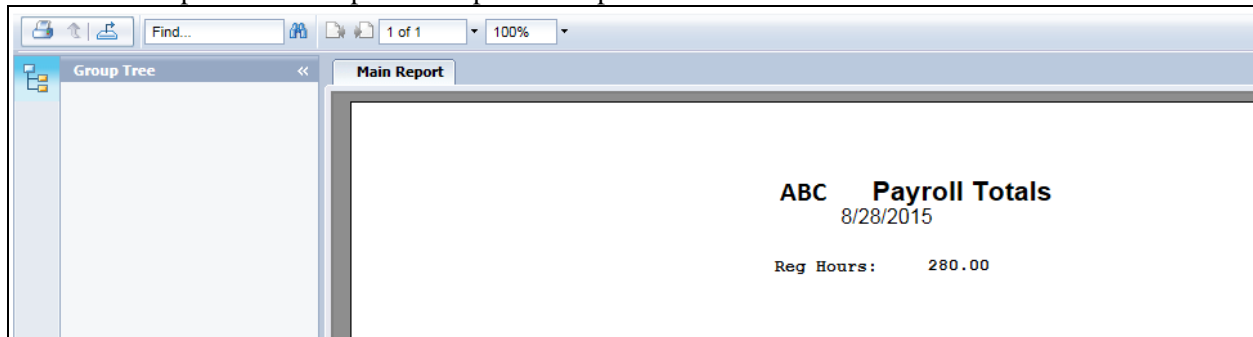 Find...
1 of 1
100%
Group Tree «
Main Report
ABC Payroll Totals
8/28/2015
Reg Hours: 280.00